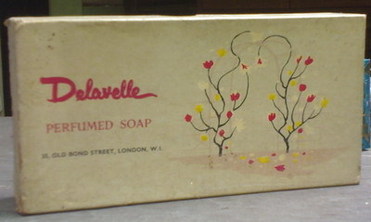 Delavelle
PERFUMED SOAP
21, OLD BOND STREET, LONDON, W.1.